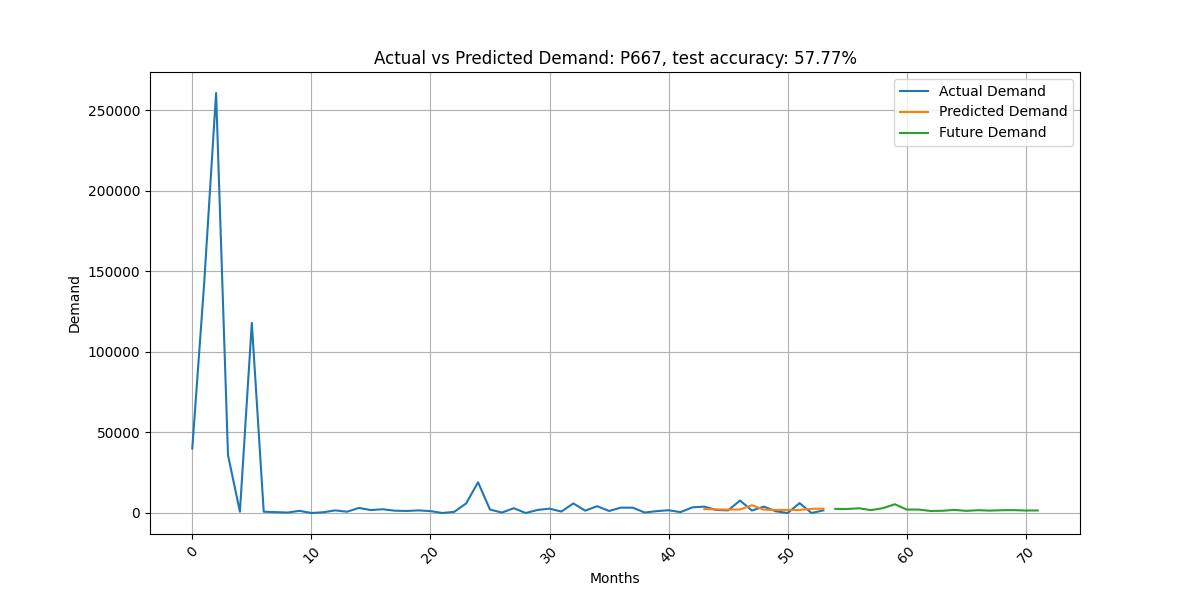 Actual vs Predicted Demand: P667, test accuracy: 57.77%
Actual Demand
Predicted Demand
Future Demand
250000
200000
150000
100000
50000
0
Demand
0 10 20 30 40 50 60 70
Months